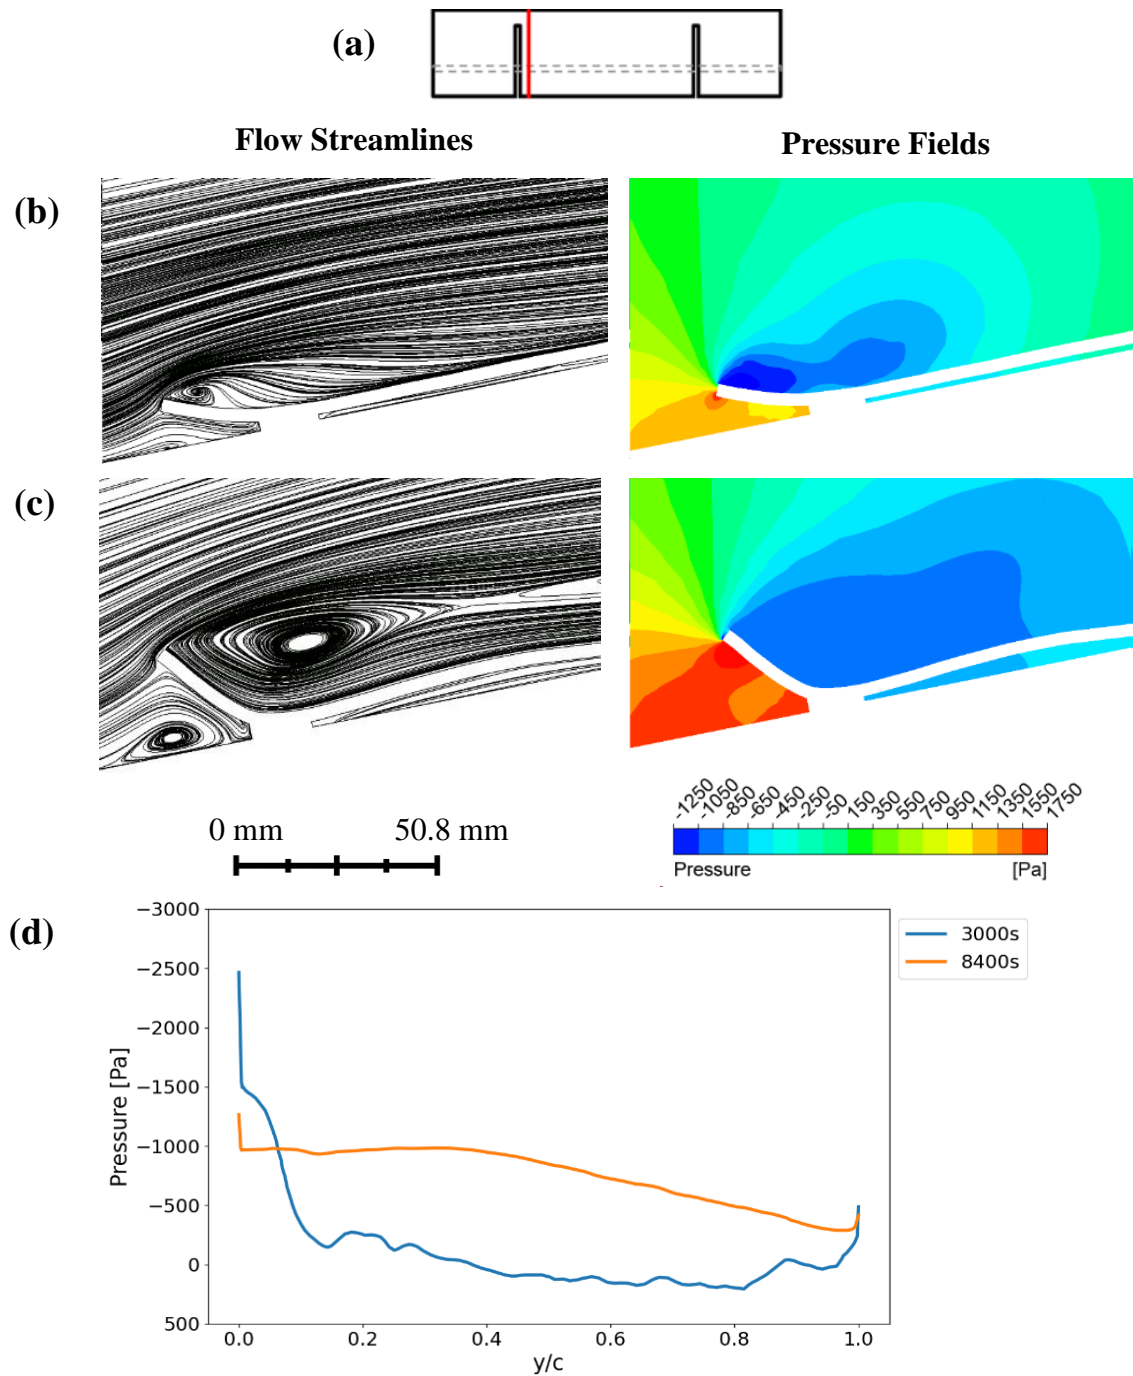 (a)
Flow Streamlines
Pressure Fields
(b)
(c)
-1250
-1050
-850
-650
-450
-250
-50
150
350
550
750
950
1150
1350
1550
1750
Pressure
[Pa]
0 mm
50.8 mm
(d)
−3000
−2500
−2000
−1500
−1000
−500
0
500
Pressure [Pa]
0.0
0.2
0.4
0.6
0.8
1.0
y/c
3000s
8400s